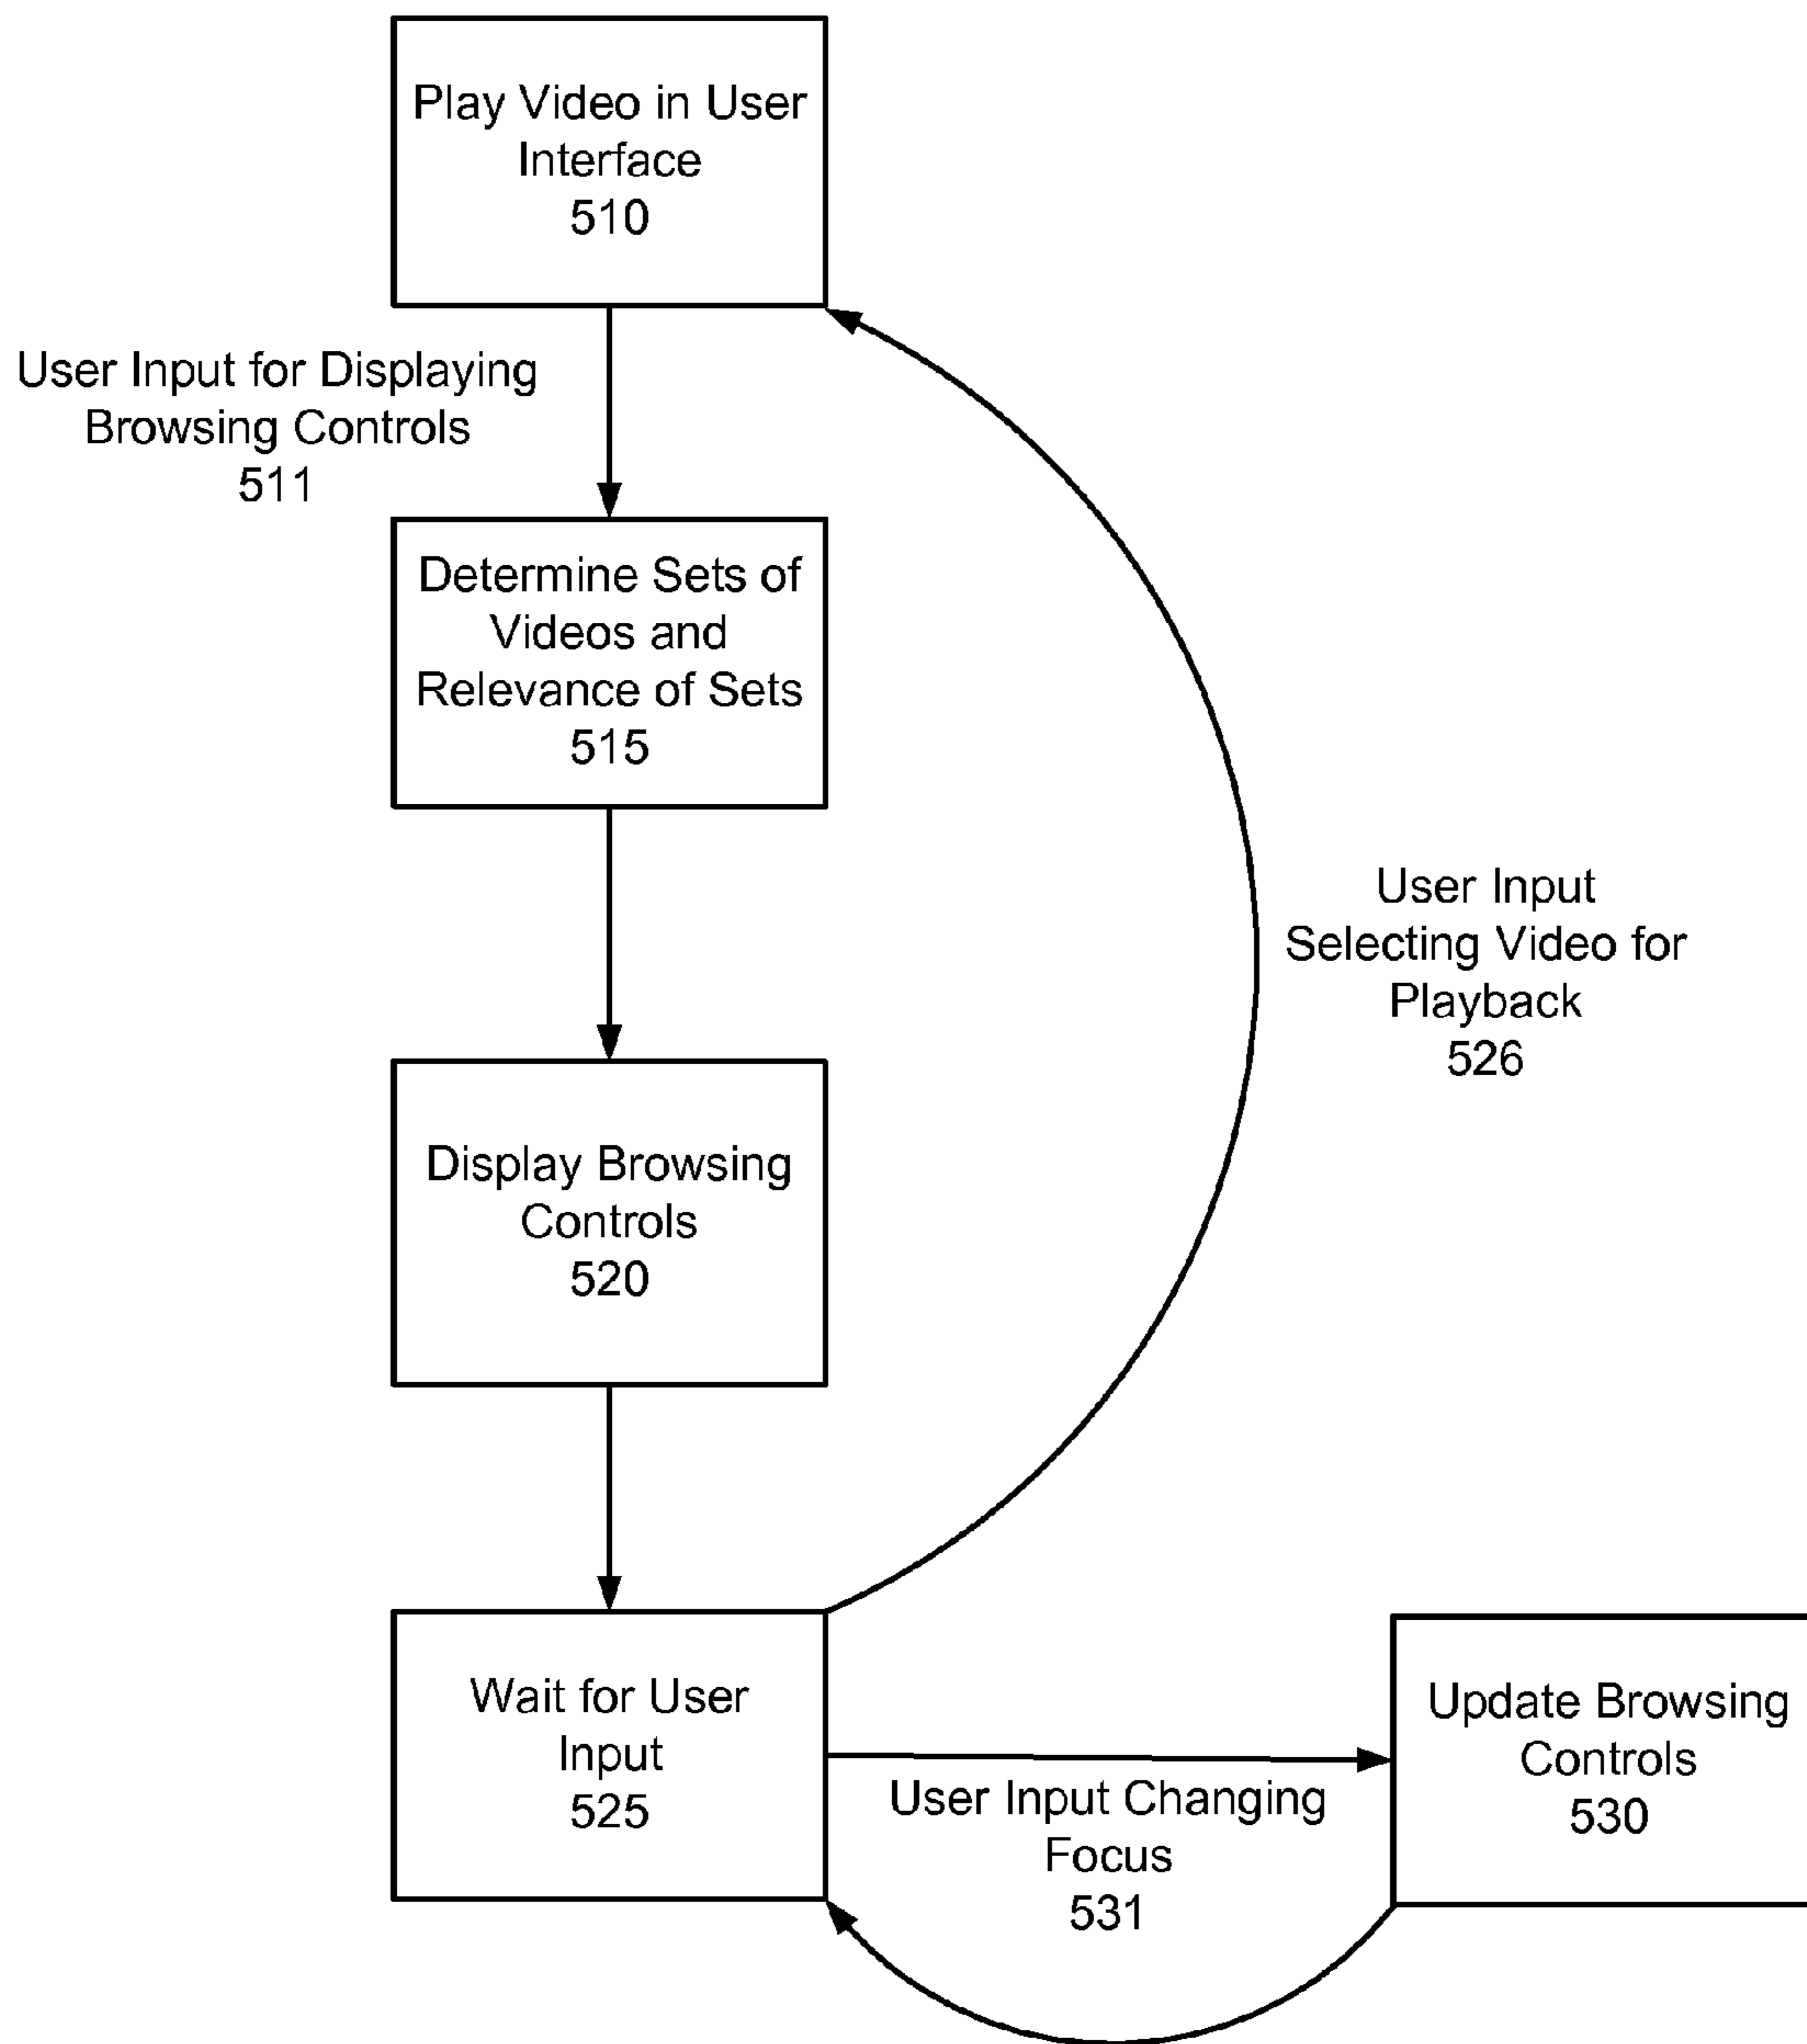 Play Video in User
Interface
510
User Input for Displaying
Browsing Controls
511
Determine Sets of
Videos and
Relevance of Sets
515
User Input
Selecting Video for
Playback
526
Display Browsing
Controls
520
Wait for User
Input
525
User Input Changing
Focus
531
Update Browsing
Controls
530